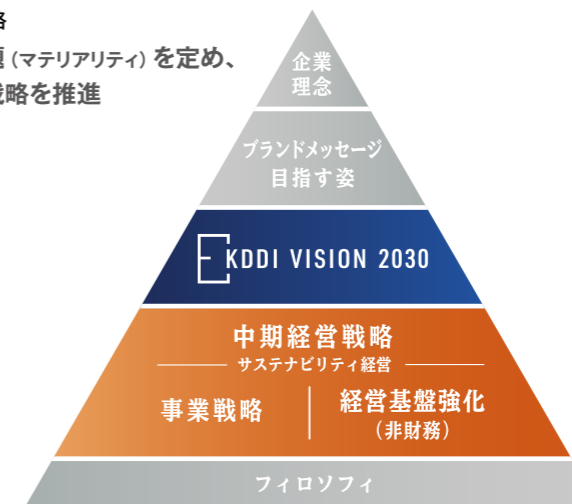 略
題 (マテリアリティ) を定め、
戦略を推進
企業
理念
ブランドメッセージ
目指す姿
KDDI VISION 2030
中期経営戦略
サステナビリティ経営
事業戦略
経営基盤強化
(非財務)
フィロソフィ